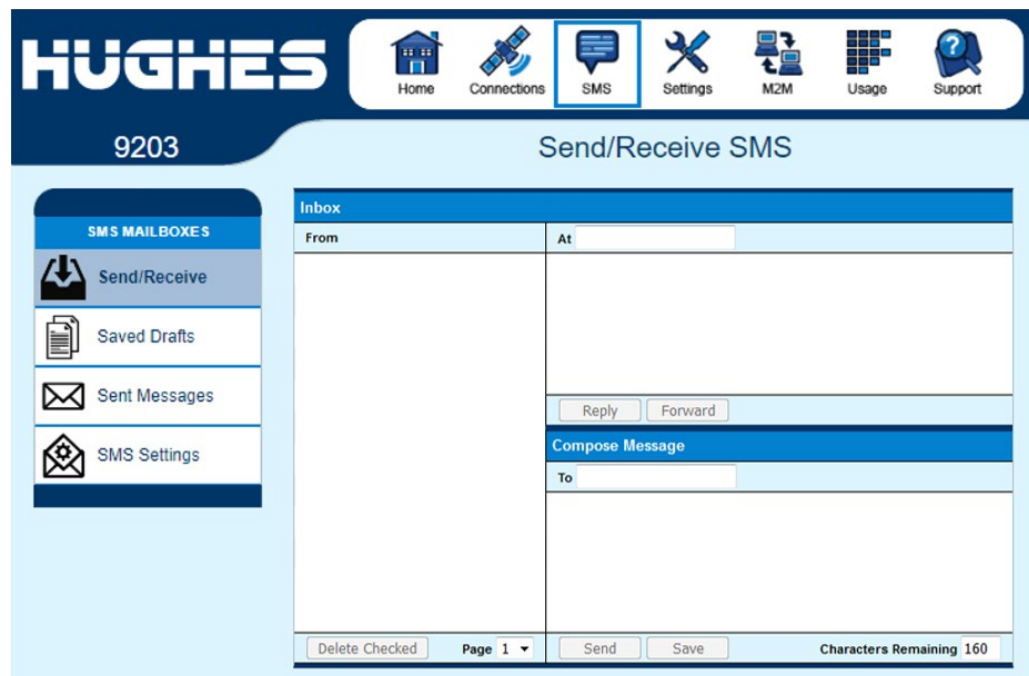 HUGHES
Home Connections SMS Settings M2M Usage Support
9203
Send/Receive SMS
SMS MAILBOXES
Send/Receive
Saved Drafts
Sent Messages
SMS Settings
Inbox
From
At
Reply Forward
Compose Message
To
Delete Checked Page 1
Send Save Characters Remaining 160